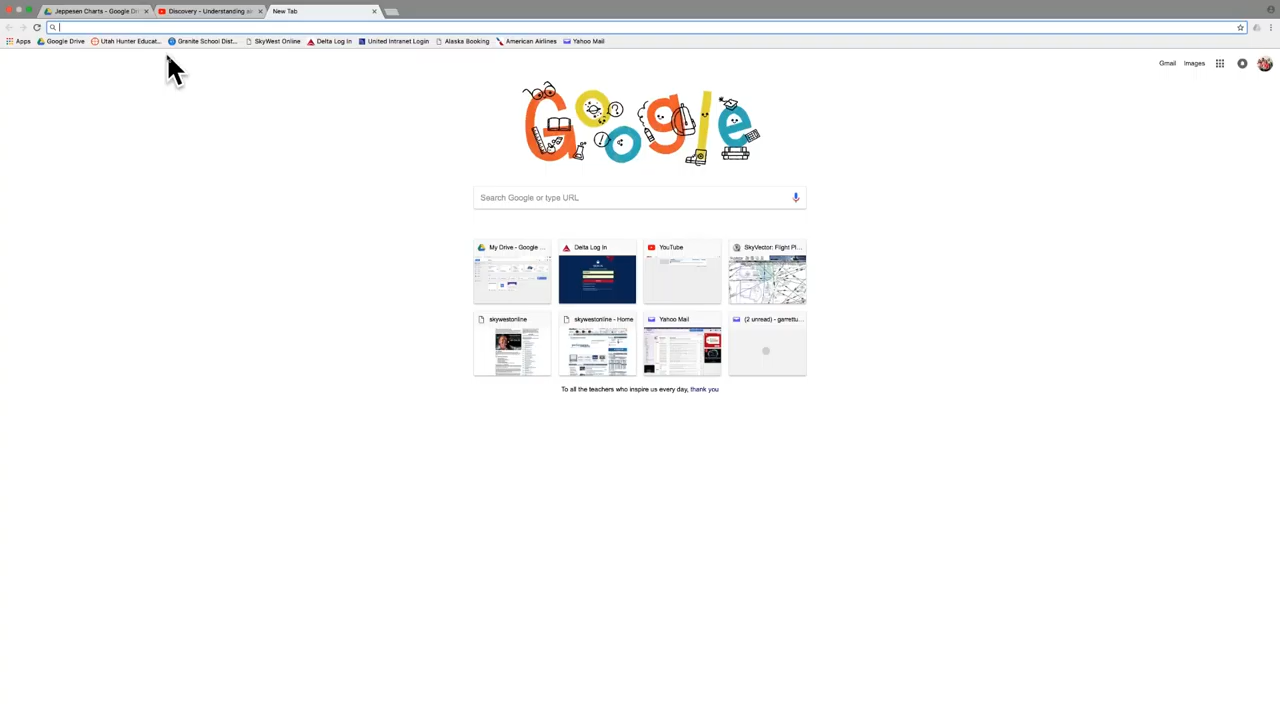 Jeppesen Charts - Google Dri
Discovery - Understanding a
New Tab
Apps
Google Drive
Utah Hunter Educat...
Granite School Dist...
SkyWest Online
Delta Log In
United Intranet Login
Alaska Booking
American Airlines
Yahoo Mail
Gmail
Images
Google
Search Google or type URL
My Drive - Google ...
Delta Log In
YouTube
SkyVector: Flight Pl...
skywestonline
skywestonline - Home
Yahoo Mail
(2 unread) - garrettu...
To all the teachers who inspire us every day, thank you